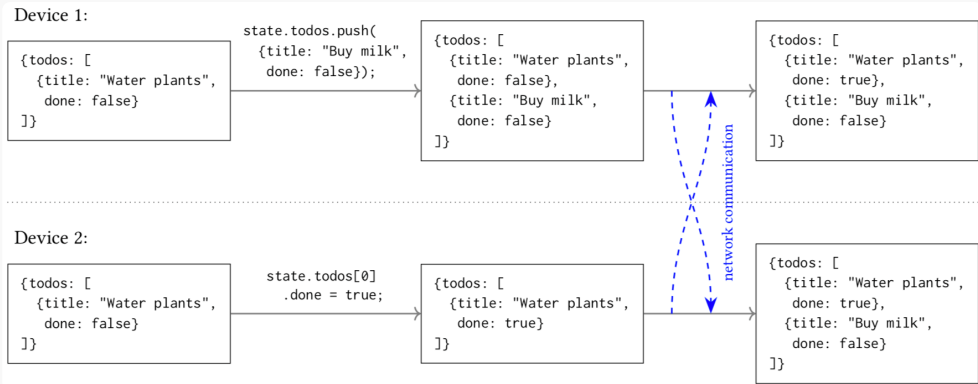 Device 1:
{todos: [
{title: "Water plants",
done: false}
]}
state.todos.push(
{title: "Buy milk",
done: false});
{todos: [
{title: "Water plants",
done: false},
{title: "Buy milk",
done: false}
]}
{todos: [
{title: "Water plants",
done: true},
{title: "Buy milk",
done: false}
]}
network communication
Device 2:
{todos: [
{title: "Water plants",
done: false}
]}
state.todos[0]
.done = true;
{todos: [
{title: "Water plants",
done: true}
]}
{todos: [
{title: "Water plants",
done: true},
{title: "Buy milk",
done: false}
]}